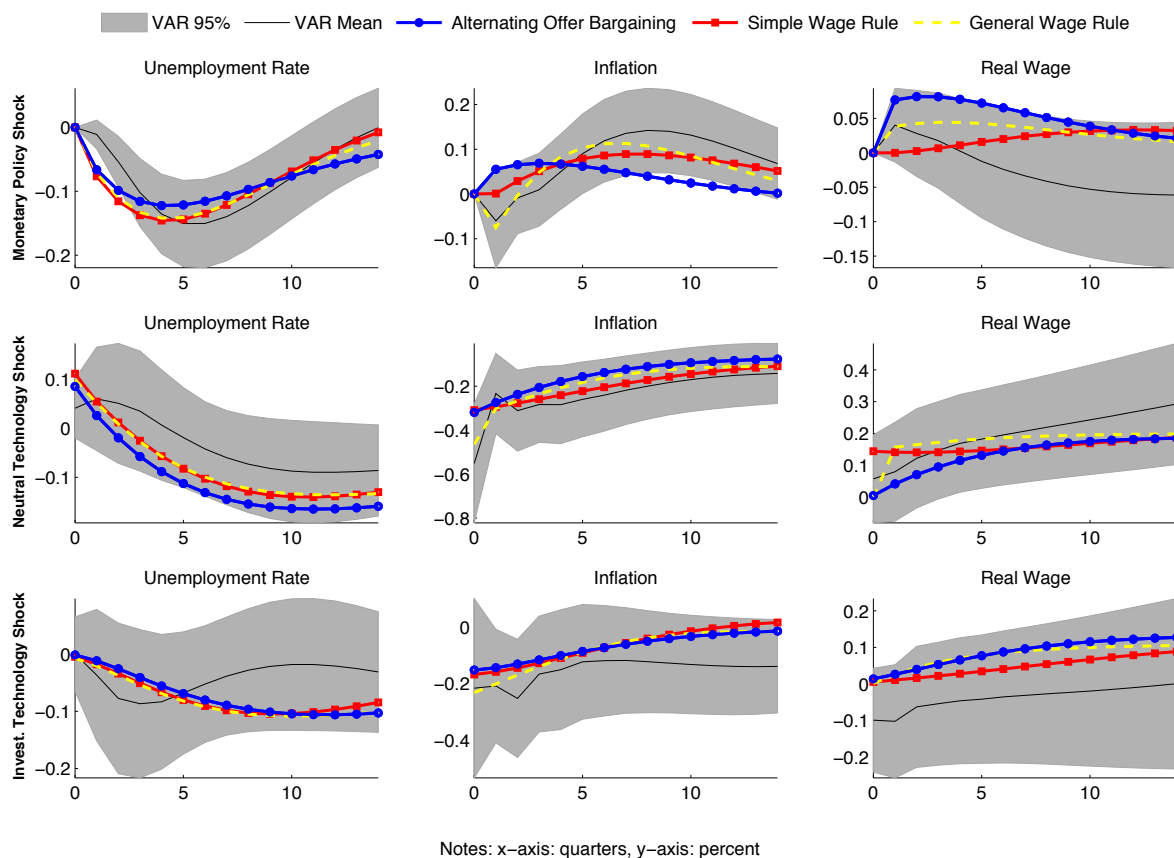 VAR 95% VAR Mean Alternating Offer Bargaining Simple Wage Rule General Wage Rule
Unemployment Rate Inflation Real Wage
Monetary Policy Shock
0 −0.1 −0.2
0 5 10
0.2 0.1 0 −0.1
0 5 10
0.05 0 −0.05 −0.1 −0.15
0 5 10
Unemployment Rate Inflation Real Wage
Neutral Technology Shock
0.1 0 −0.1
0 5 10
−0.2 −0.4 −0.6 −0.8
0 5 10
0.4 0.3 0.2 0.1 0
0 5 10
Unemployment Rate Inflation Real Wage
Invest. Technology Shock
0 −0.1 −0.2
0 5 10
0 −0.2 −0.4
0 5 10
0.2 0.1 0 −0.1 −0.2
0 5 10
Notes: x−axis: quarters, y−axis: percent